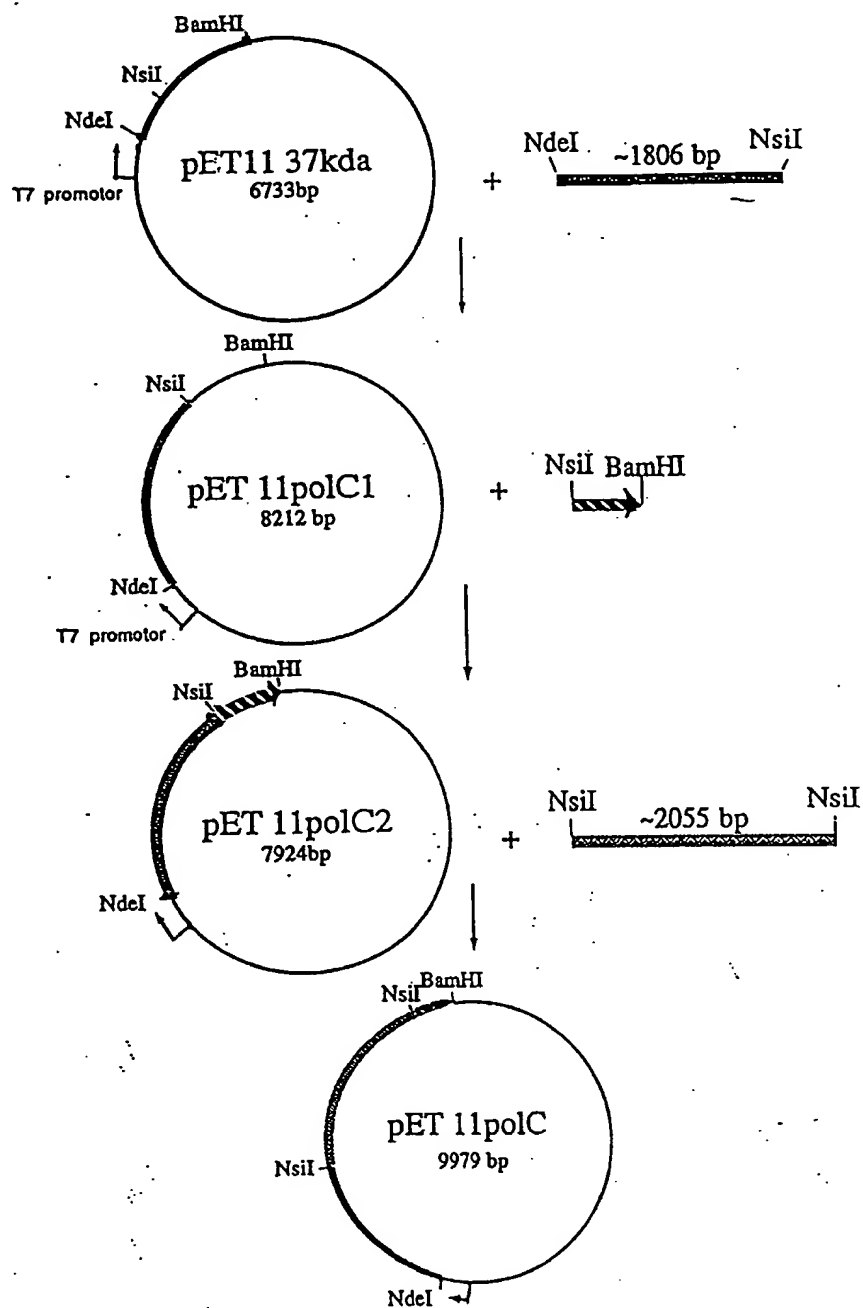 BamHI
NsiI
NdeI
T7 promotor
pET11 37kda
6733bp
+
NdeI
~1806 bp
NsiI
BamHI
NsiI
NdeI
T7 promotor
pET 11polC1
8212 bp
+
NsiI BamHI
BamHI
NsiI
NdeI
pET 11polC2
7924bp
+
NsiI
~2055 bp
NsiI
BamHI
NsiI
NsiI
NdeI
pET 11polC
9979 bp